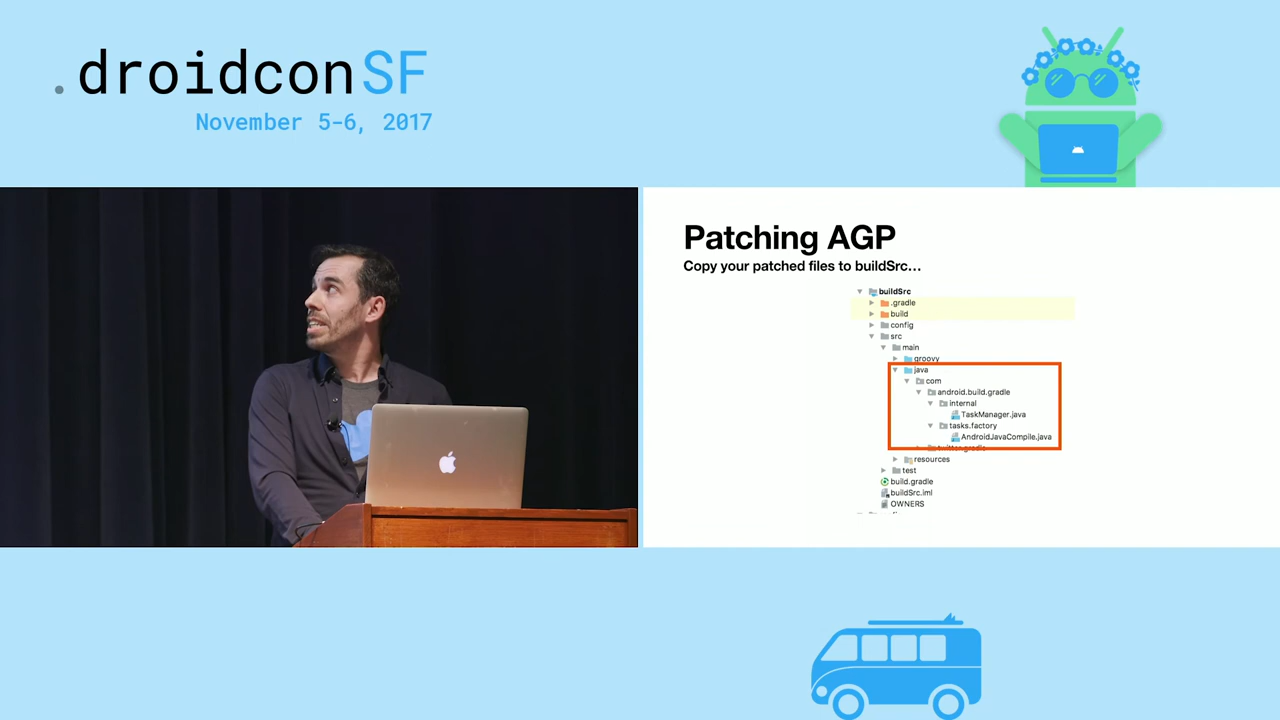 .droidconSF
November 5-6, 2017
Patching AGP
Copy your patched files to buildSrc...
buildSrc
.gradle
build
config
src
main
groovy
java
com
android.build.gradle
internal
TaskManager.java
tasks.factory
AndroidJavaCompile.java
twitter.gradle
resources
test
build.gradle
buildSrc.iml
OWNERS